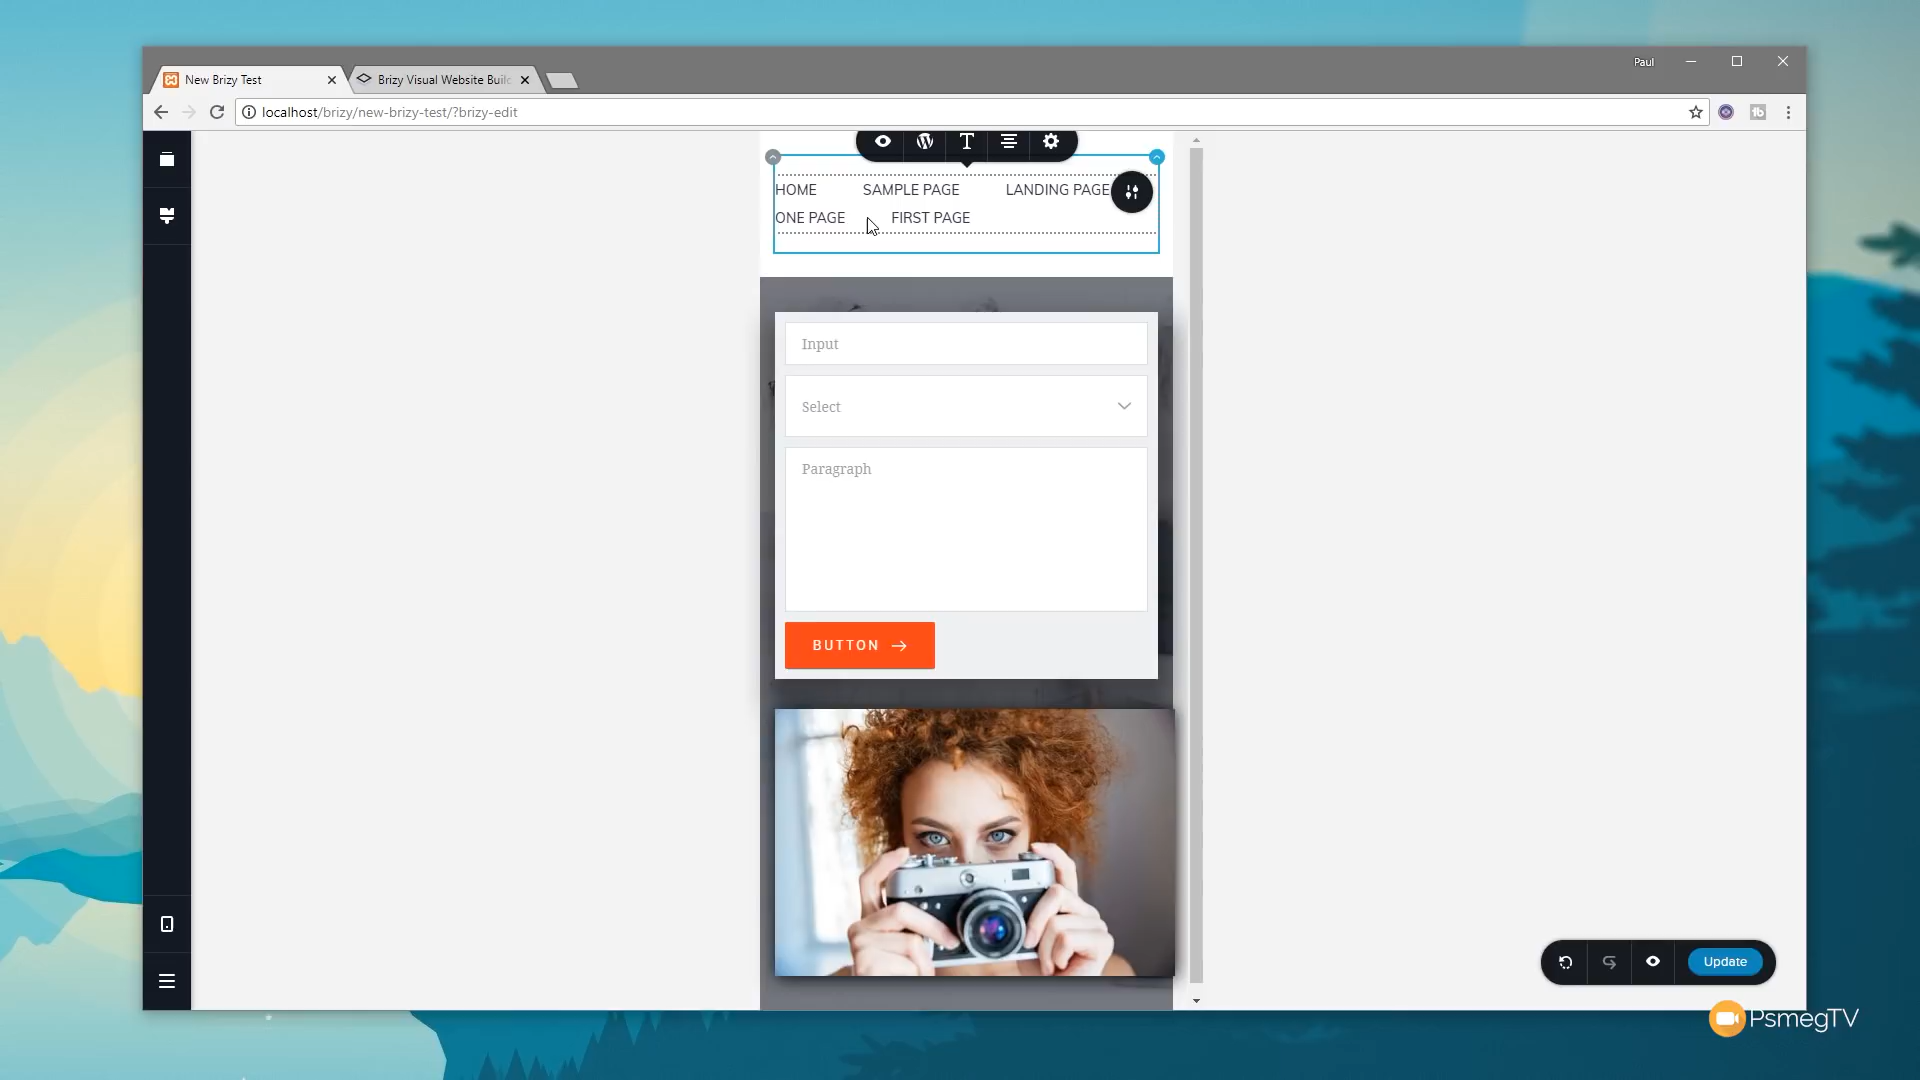 Paul
New Brizy Test
Brizy Visual Website Buil
localhost/brizy/new-brizy-test/?brizy-edit
HOME SAMPLE PAGE LANDING PAGE
ONE PAGE FIRST PAGE
Input
Select
Paragraph
BUTTON
Update
PsmegTV